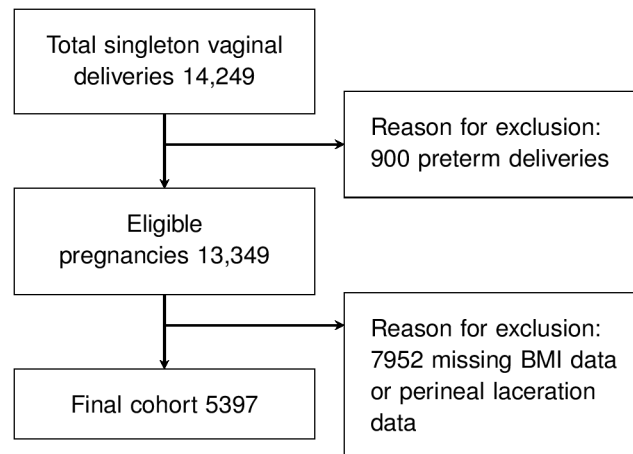 Total singleton vaginal
deliveries 14,249
Reason for exclusion:
900 preterm deliveries
Eligible
pregnancies 13,349
Reason for exclusion:
7952 missing BMI data
or perineal laceration
data
Final cohort 5397